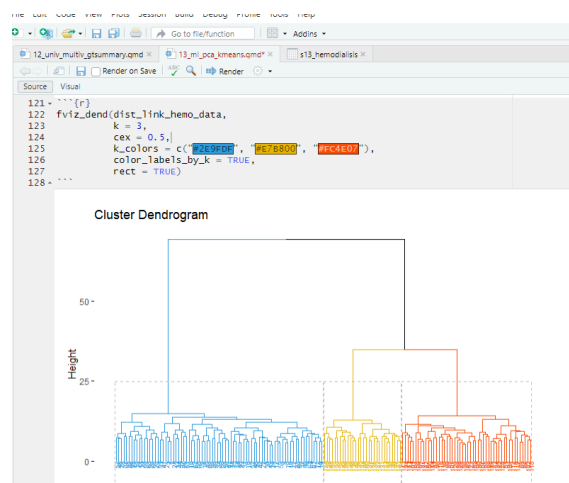 File Edit Code View Plots Session Build Debug Profile Tools Help
Go to file/function Addins
12_univ_multiv_gtsummary.qmd 13_ml_pca_kmeans.qmd* s13_hemodialisis
Render on Save Render
Source Visual
121 ```{r}
122 fviz_dend(dist_link_hemo_data,
123 k = 3,
124 cex = 0.5,
125 k_colors = c("#2E9FDF", "#E7B800", "#FC4E07"),
126 color_labels_by_k = TRUE,
127 rect = TRUE)
128 ```
Cluster Dendrogram
50
Height
25
0